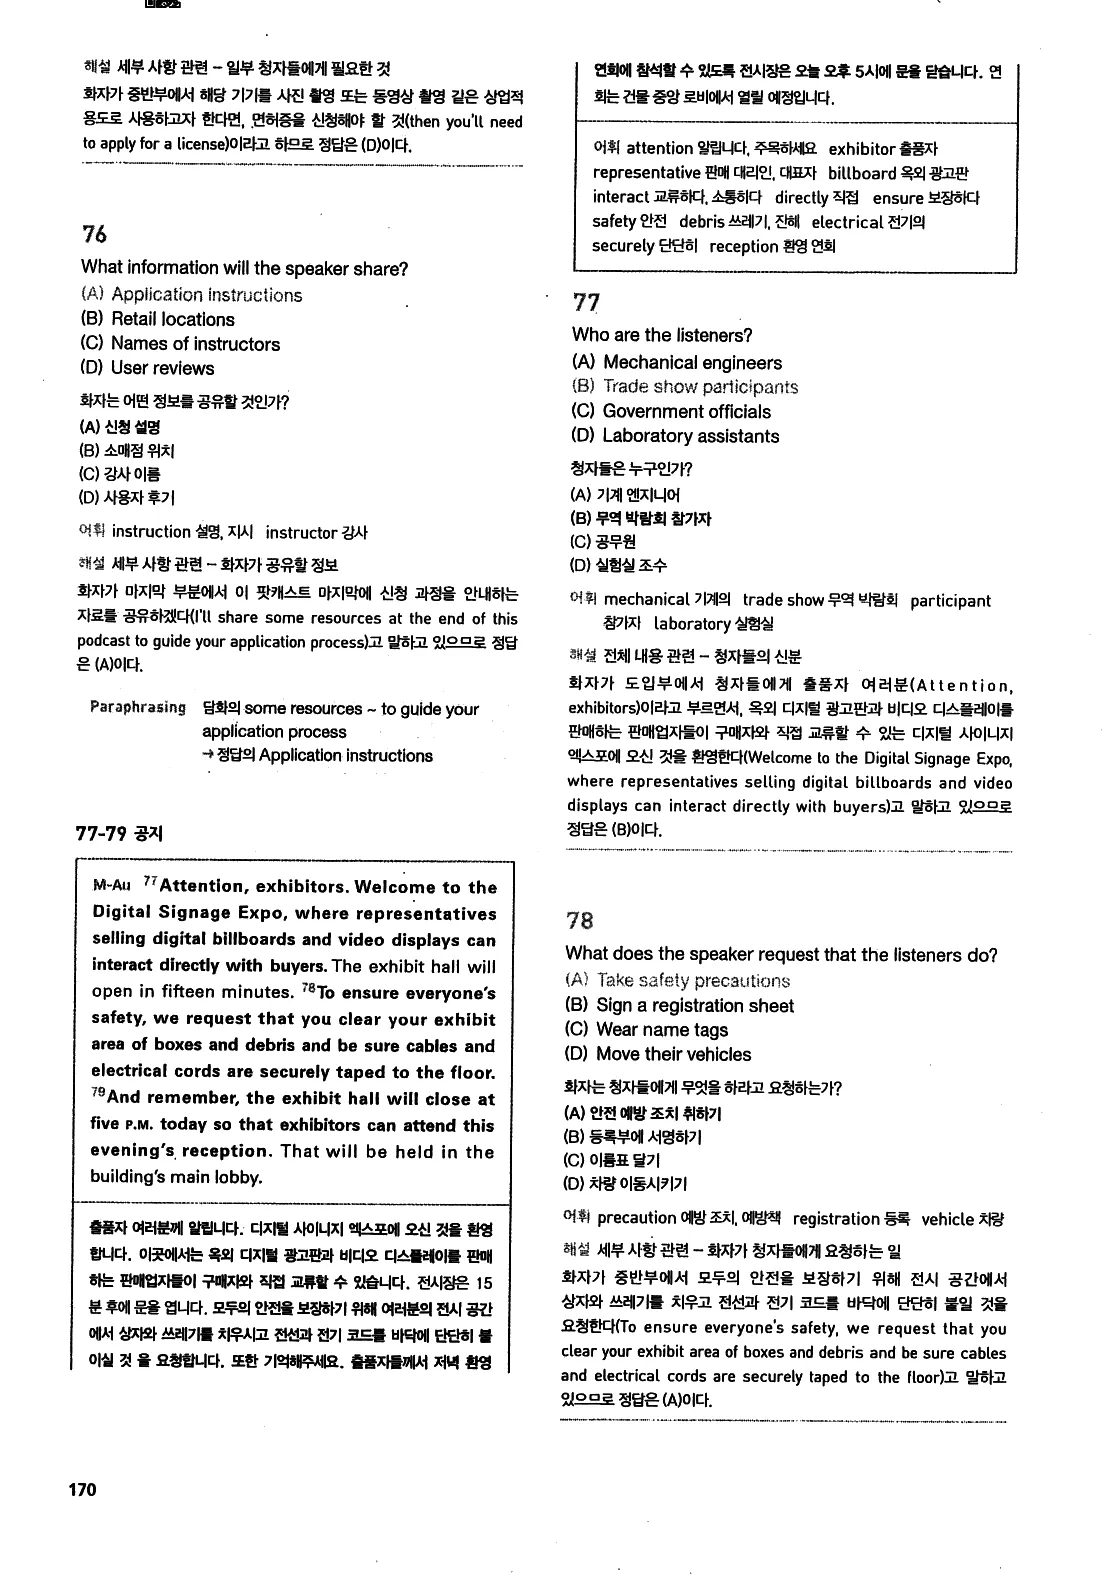 해설 세부 사항 관련 – 일부 청자들에게 필요한 것
화자가 중반부에서 해당 기기를 사진 촬영 또는 동영상 촬영 같은 상업적
용도로 사용하고자 한다면, 면허증을 신청해야 할 것(then you'll need
to apply for a license)이라고 하므로 정답은 (D)이다.
76
What information will the speaker share?
(A) Application instructions
(B) Retail locations
(C) Names of instructors
(D) User reviews
화자는 어떤 정보를 공유할 것인가?
(A) 신청 설명
(B) 소매점 위치
(C) 강사 이름
(D) 사용자 후기
어휘 instruction 설명, 지시 instructor 강사
해설 세부 사항 관련 – 화자가 공유할 정보
화자가 마지막 부분에서 이 팟캐스트 마지막에 신청 과정을 안내하는
자료를 공유하겠다(I'll share some resources at the end of this
podcast to guide your application process)고 말하고 있으므로 정답
은 (A)이다.
Paraphrasing 담화의 some resources ~ to guide your
application process
→ 정답의 Application instructions
77-79 공지
M-Au 77Attention, exhibitors. Welcome to the
Digital Signage Expo, where representatives
selling digital billboards and video displays can
interact directly with buyers. The exhibit hall will
open in fifteen minutes. 78To ensure everyone's
safety, we request that you clear your exhibit
area of boxes and debris and be sure cables and
electrical cords are securely taped to the floor.
79And remember, the exhibit hall will close at
five P.M. today so that exhibitors can attend this
evening's reception. That will be held in the
building's main lobby.
출품자 여러분께 알립니다. 디지털 사이니지 엑스포에 오신 것을 환영
합니다. 이곳에서는 옥외 디지털 광고판과 비디오 디스플레이를 판매
하는 판매업자들이 구매자와 직접 교류할 수 있습니다. 전시장은 15
분 후에 문을 엽니다. 모두의 안전을 보장하기 위해 여러분의 전시 공간
에서 상자와 쓰레기를 치우시고 전선과 전기 코드를 바닥에 단단히 붙
이실 것 을 요청합니다. 또한 기억해주세요. 출품자들께서 저녁 환영
연회에 참석할 수 있도록 전시장은 오늘 오후 5시에 문을 닫습니다. 연
회는 건물 중앙 로비에서 열릴 예정입니다.
어휘 attention 알립니다, 주목하세요 exhibitor 출품자
representative 판매 대리인, 대표자 billboard 옥외 광고판
interact 교류하다, 소통하다 directly 직접 ensure 보장하다
safety 안전 debris 쓰레기, 잔해 electrical 전기의
securely 단단히 reception 환영 연회
77
Who are the listeners?
(A) Mechanical engineers
(B) Trade show participants
(C) Government officials
(D) Laboratory assistants
청자들은 누구인가?
(A) 기계 엔지니어
(B) 무역 박람회 참가자
(C) 공무원
(D) 실험실 조수
어휘 mechanical 기계의 trade show 무역 박람회 participant
참가자 laboratory 실험실
해설 전체 내용 관련 – 청자들의 신분
화자가 도입부에서 청자들에게 출품자 여러분(Attention,
exhibitors)이라고 부르면서, 옥외 디지털 광고판과 비디오 디스플레이를
판매하는 판매업자들이 구매자와 직접 교류할 수 있는 디지털 사이니지
엑스포에 오신 것을 환영한다(Welcome to the Digital Signage Expo,
where representatives selling digital billboards and video
displays can interact directly with buyers)고 말하고 있으므로
정답은 (B)이다.
78
What does the speaker request that the listeners do?
(A) Take safety precautions
(B) Sign a registration sheet
(C) Wear name tags
(D) Move their vehicles
화자는 청자들에게 무엇을 하라고 요청하는가?
(A) 안전 예방 조치 취하기
(B) 등록부에 서명하기
(C) 이름표 달기
(D) 차량 이동시키기
어휘 precaution 예방 조치, 예방책 registration 등록 vehicle 차량
해설 세부 사항 관련 – 화자가 청자들에게 요청하는 일
화자가 중반부에서 모두의 안전을 보장하기 위해 전시 공간에서
상자와 쓰레기를 치우고 전선과 전기 코드를 바닥에 단단히 붙일 것을
요청한다(To ensure everyone's safety, we request that you
clear your exhibit area of boxes and debris and be sure cables
and electrical cords are securely taped to the floor)고 말하고
있으므로 정답은 (A)이다.
170